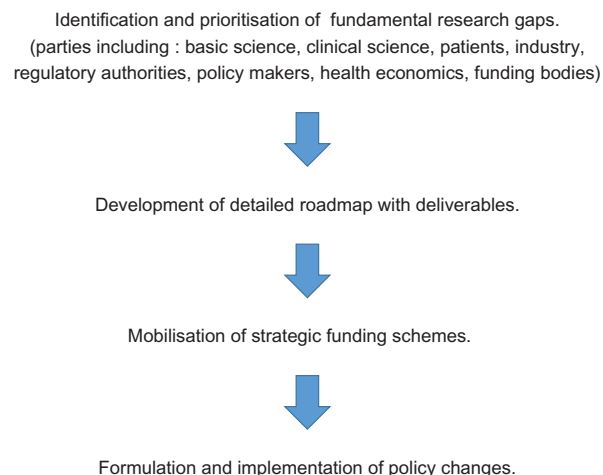 Identification and prioritisation of fundamental research gaps.
(parties including : basic science, clinical science, patients, industry,
regulatory authorities, policy makers, health economics, funding bodies)
Development of detailed roadmap with deliverables.
Mobilisation of strategic funding schemes.
Formulation and implementation of policy changes.